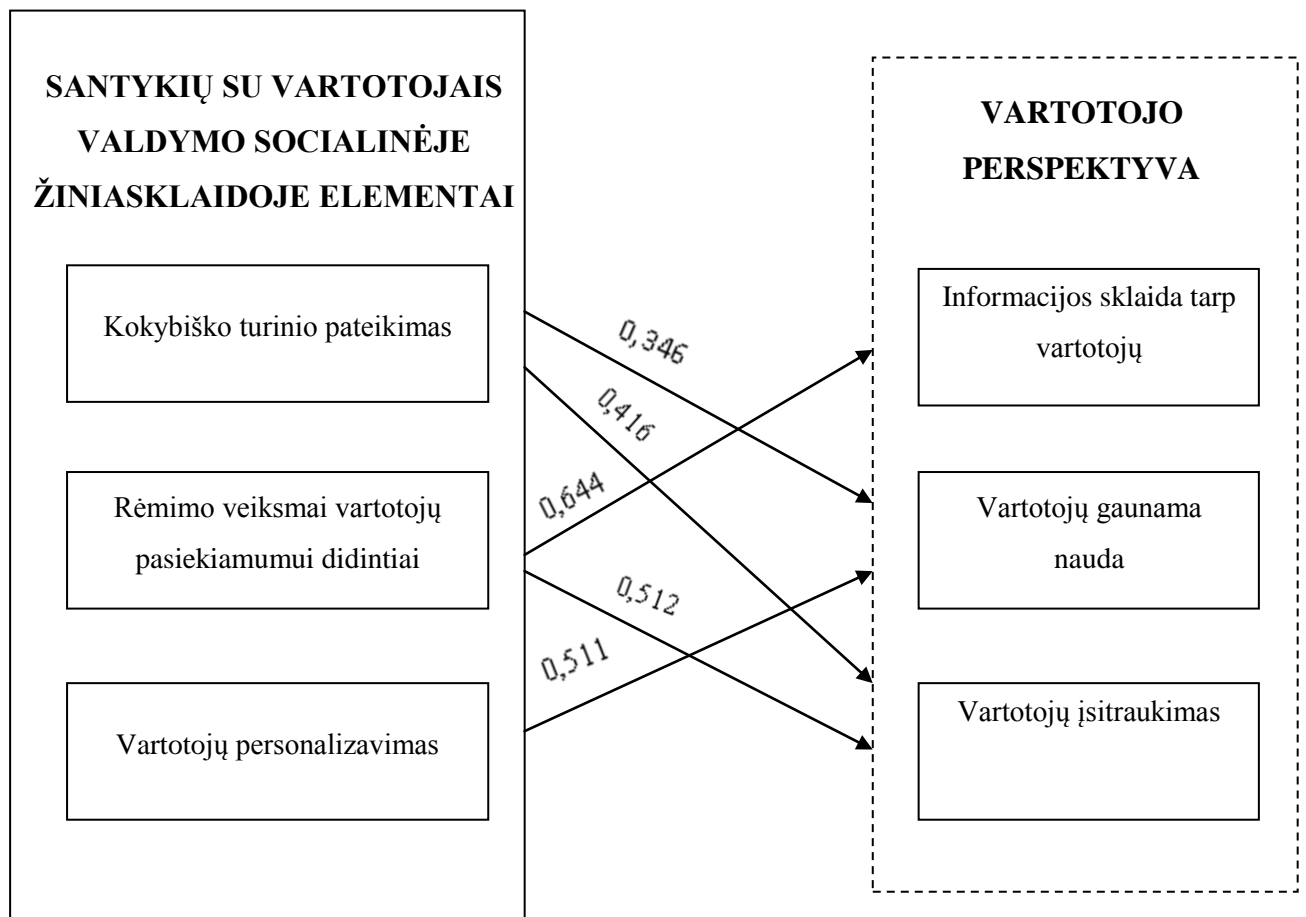 SANTYKIŲ SU VARTOTOJAIS
VALDYMO SOCIALINĖJE
ŽINIASKLAIDOJE ELEMENTAI
Kokybiško turinio pateikimas
Rėmimo veiksmai vartotojų
pasiekiamumui didintiai
Vartotojų personalizavimas
0,346
0,416
0,644
0,512
0,511
VARTOTOJO
PERSPEKTYVA
Informacijos sklaida tarp
vartotojų
Vartotojų gaunama
nauda
Vartotojų įsitraukimas